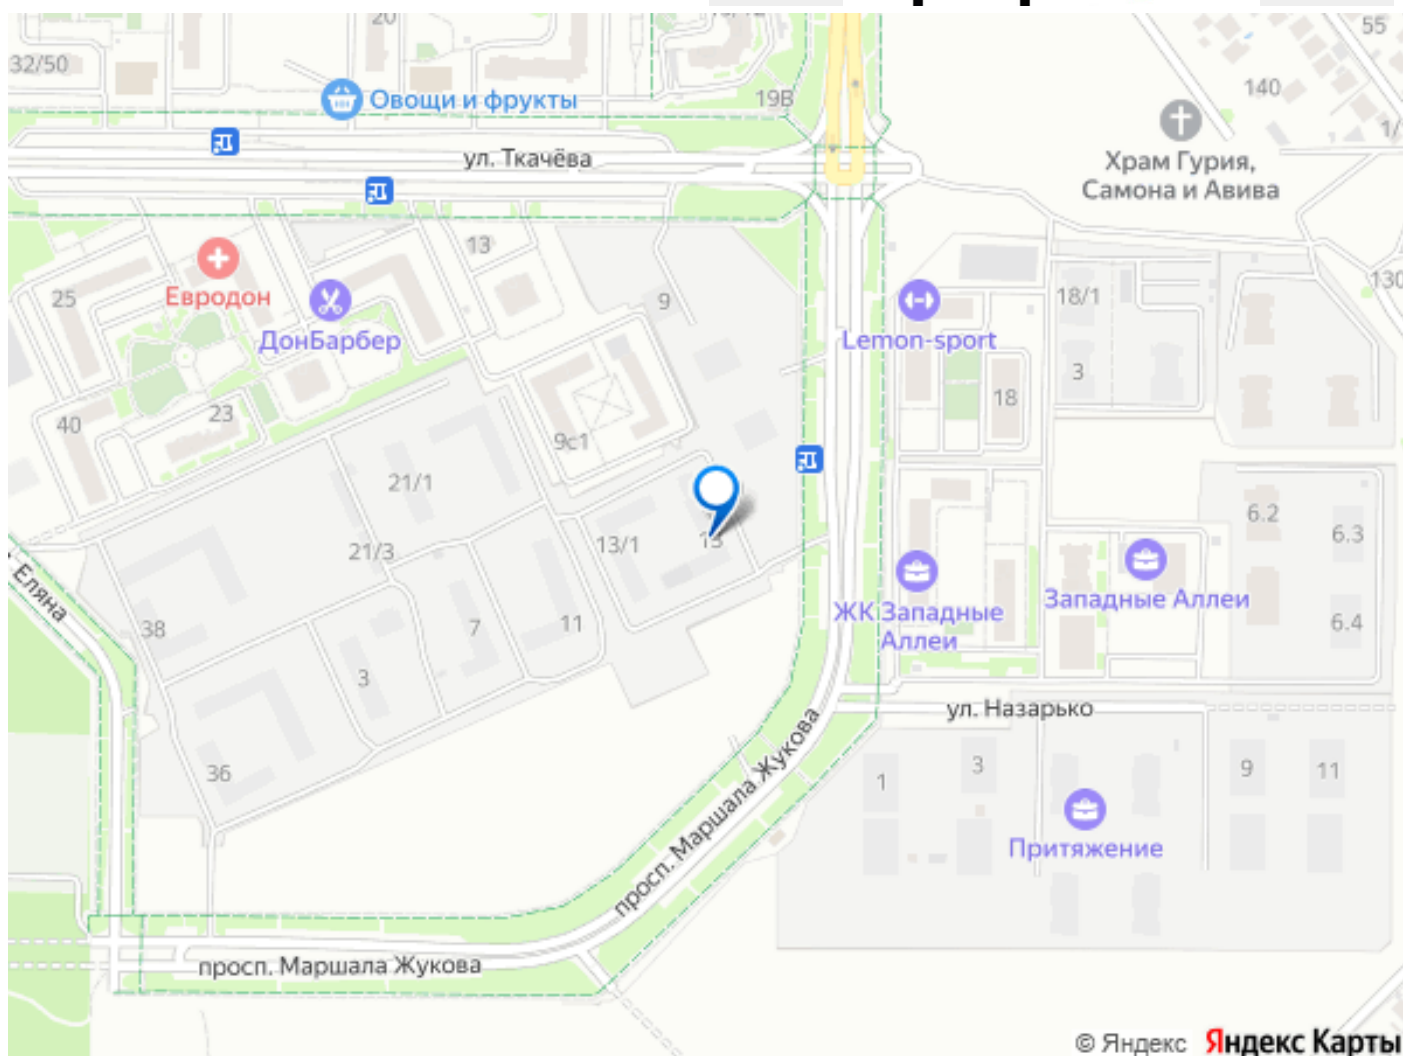 20
55
32/50
Овощи и фрукты
19В
140
1/
ул. Ткачёва
Храм Гурия,
Самона и Авива
13
130
25
Евродон
9
18/1
ДонБарбер
Lemon-sport
3
18
40
23
9с1
21/1
6.2
6.3
21/3
13/1
13
Еляна
ЖК Западные
Аллеи
Западные Аллеи
38
7
11
6.4
3
ул. Назарько
36
1
3
9
11
просп. Маршала Жукова
Притяжение
просп. Маршала Жукова
© Яндекс Яндекс Карты